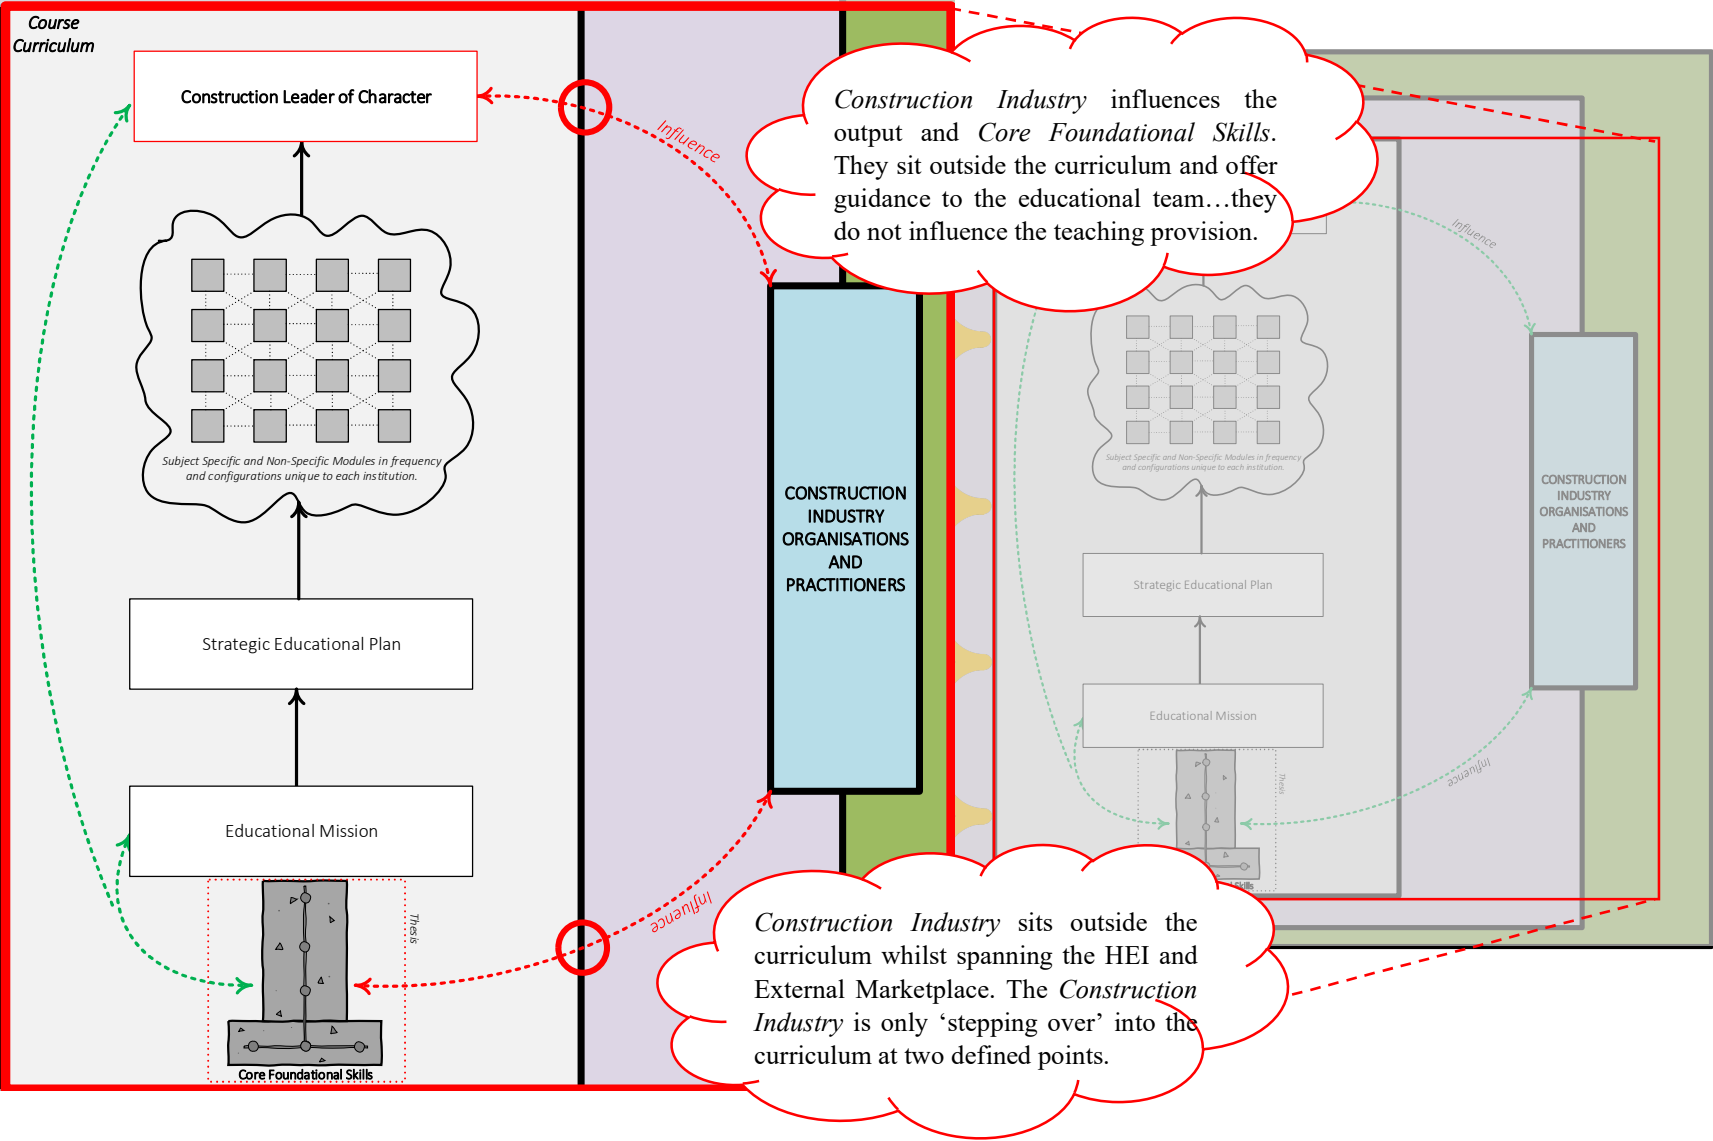 Course
Curriculum
Construction Leader of Character
Influence
Construction Industry influences the
output and Core Foundational Skills.
They sit outside the curriculum and offer
guidance to the educational team…they
do not influence the teaching provision.
Subject Specific and Non-Specific Modules in frequency
and configurations unique to each institution.
CONSTRUCTION
INDUSTRY
ORGANISATIONS
AND
PRACTITIONERS
Strategic Educational Plan
Educational Mission
Thesis
Core Foundational Skills
Influence
Influence
Subject Specific and Non-Specific Modules in frequency
and configurations unique to each institution.
CONSTRUCTION
INDUSTRY
ORGANISATIONS
AND
PRACTITIONERS
Strategic Educational Plan
Educational Mission
Thesis
Influence
Skills
Construction Industry sits outside the
curriculum whilst spanning the HEI and
External Marketplace. The Construction
Industry is only ‘stepping over’ into the
curriculum at two defined points.